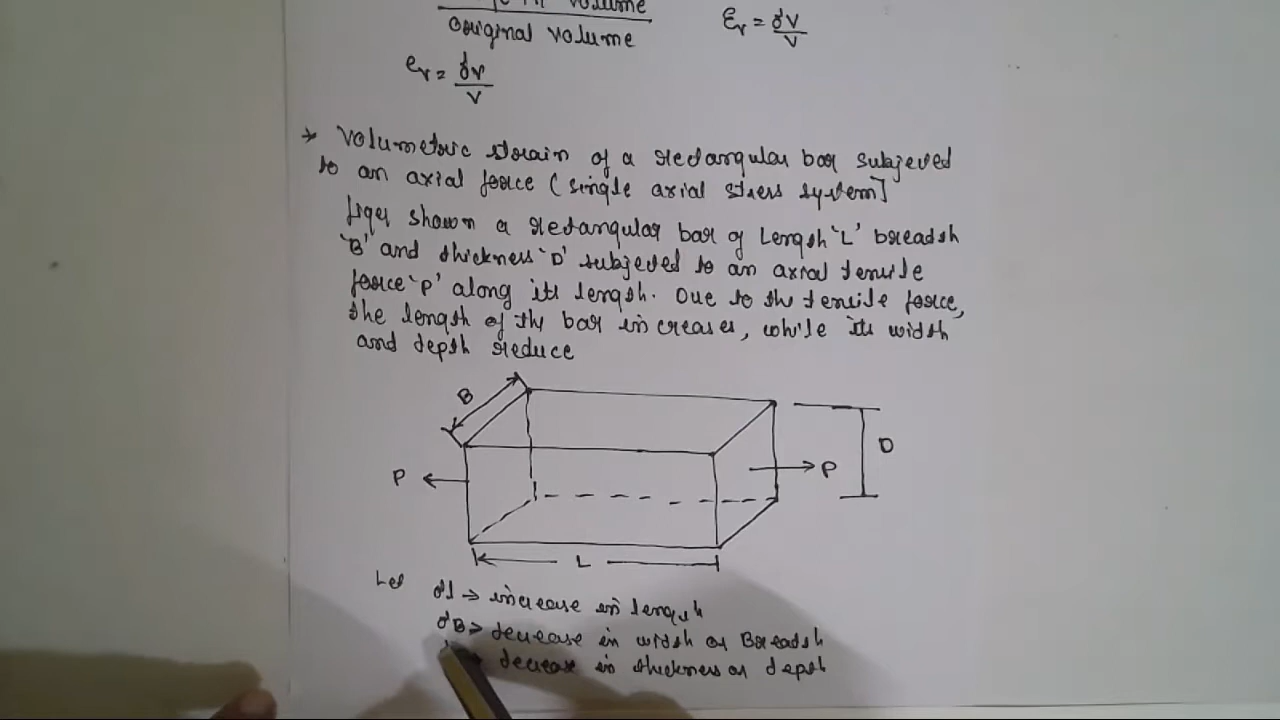 volume
original volume
Ev = δV
V
ev = δv
V
→ Volumetric strain of a rectangular bar subjected
to an axial force (single axial stress system]
shown a rectangular bar of Length 'L' breadth
'B' and thickness 'D' subjected to an axial tensile
force 'P' along its length. Due to the tensile force,
the length of the bar increases, while its width
and depth reduce
B
D
P
P
L
Let δl → increase in length
δB → decrease in width or Breadth
→ decrease in thickness or depth